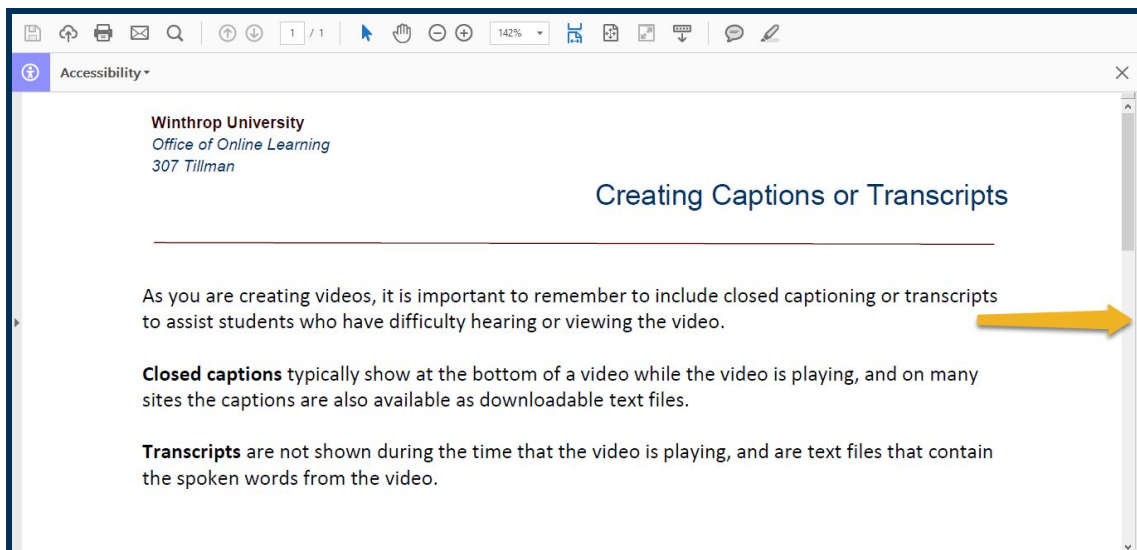 1 / 1
142%
Accessibility
Winthrop University
Office of Online Learning
307 Tillman
Creating Captions or Transcripts
As you are creating videos, it is important to remember to include closed captioning or transcripts
to assist students who have difficulty hearing or viewing the video.
Closed captions typically show at the bottom of a video while the video is playing, and on many
sites the captions are also available as downloadable text files.
Transcripts are not shown during the time that the video is playing, and are text files that contain
the spoken words from the video.